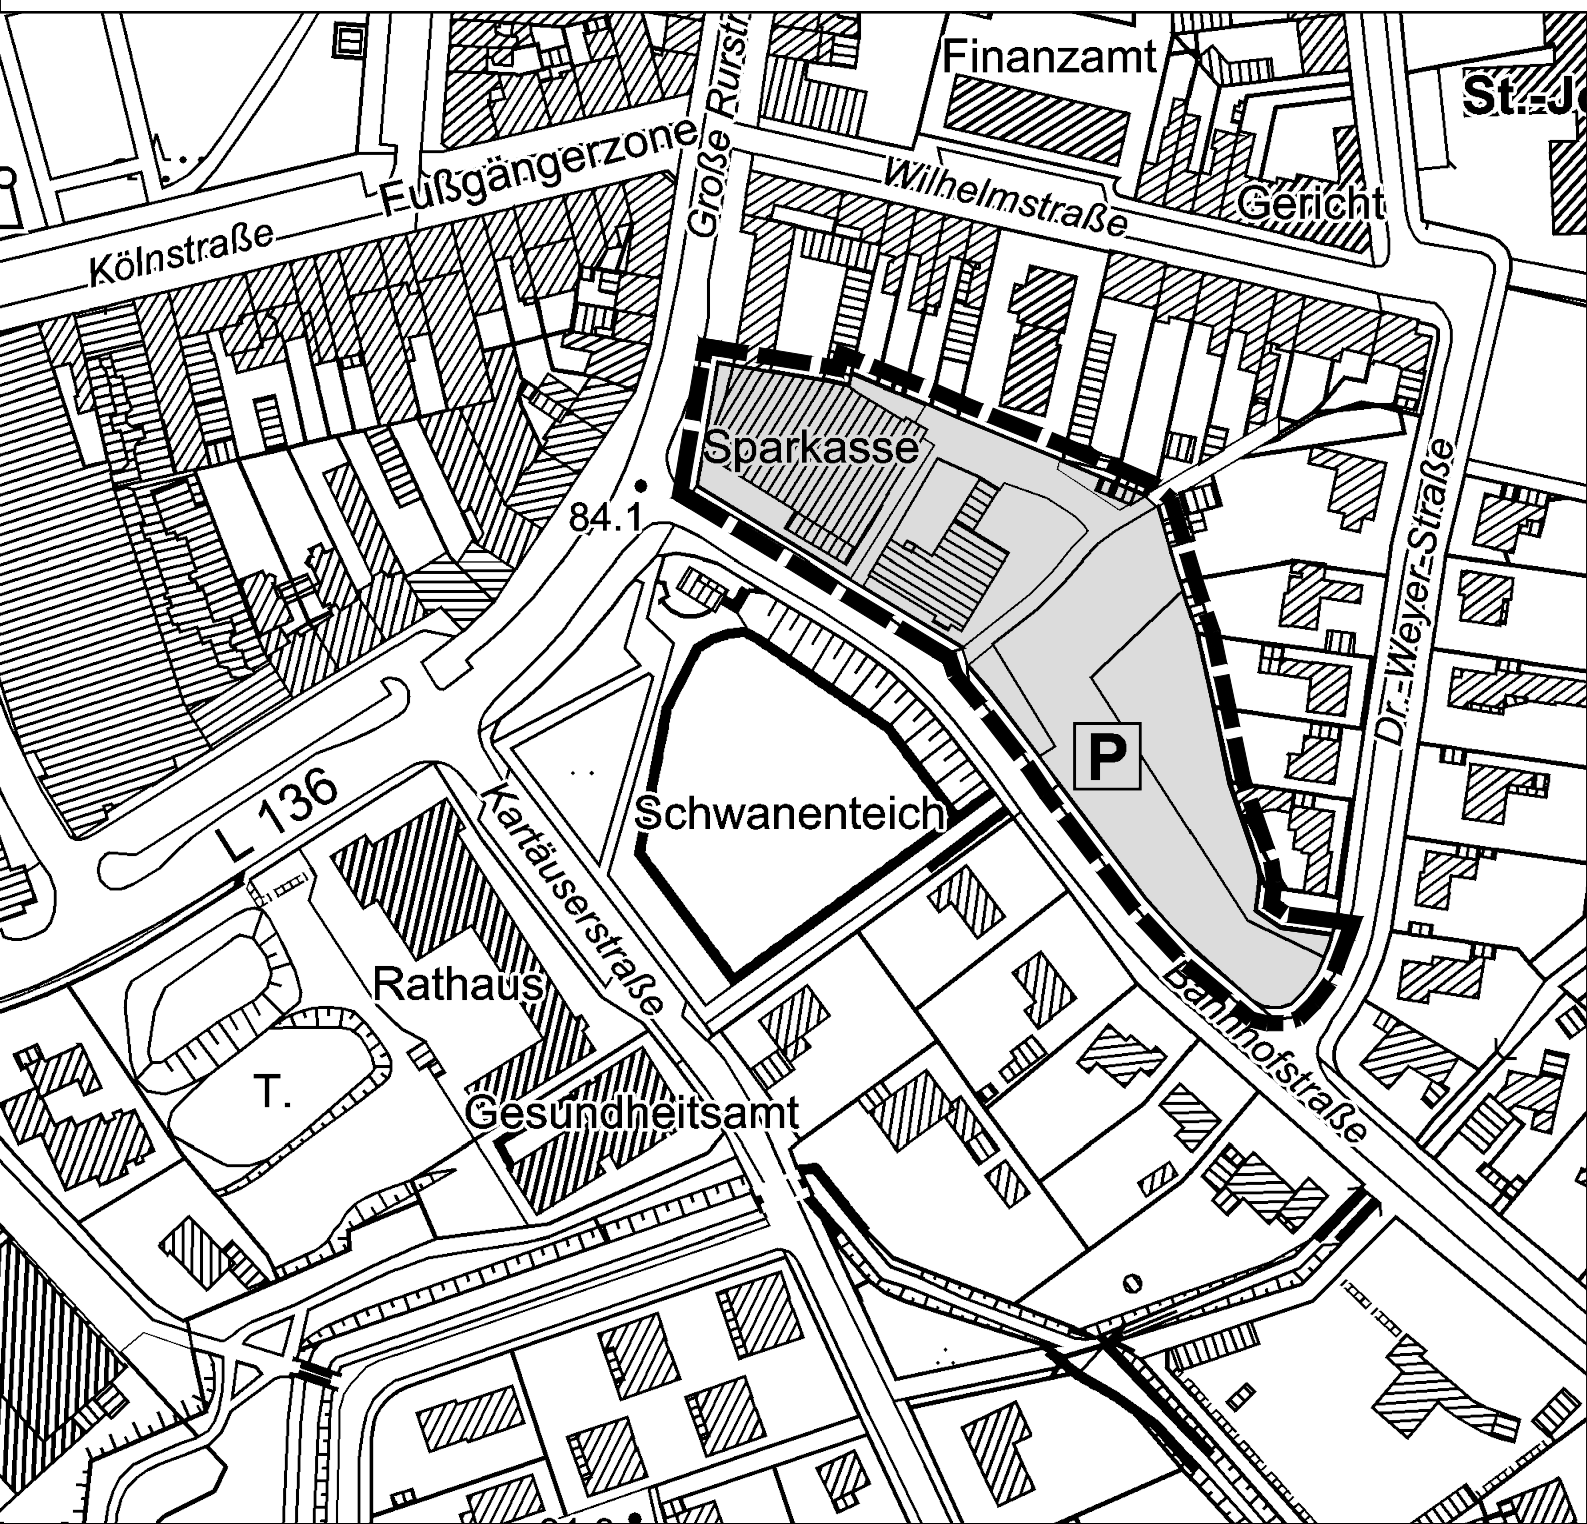 Finanzamt
St.-Jo
Fußgängerzone
Große Rurstr
Wilhelmstraße
Gericht
Kölnstraße
Sparkasse
84.1
Dr.-Weyer-Straße
P
L 136
Schwanenteich
Kartäuserstraße
Rathaus
Bahnhofstraße
T.
Gesundheitsamt